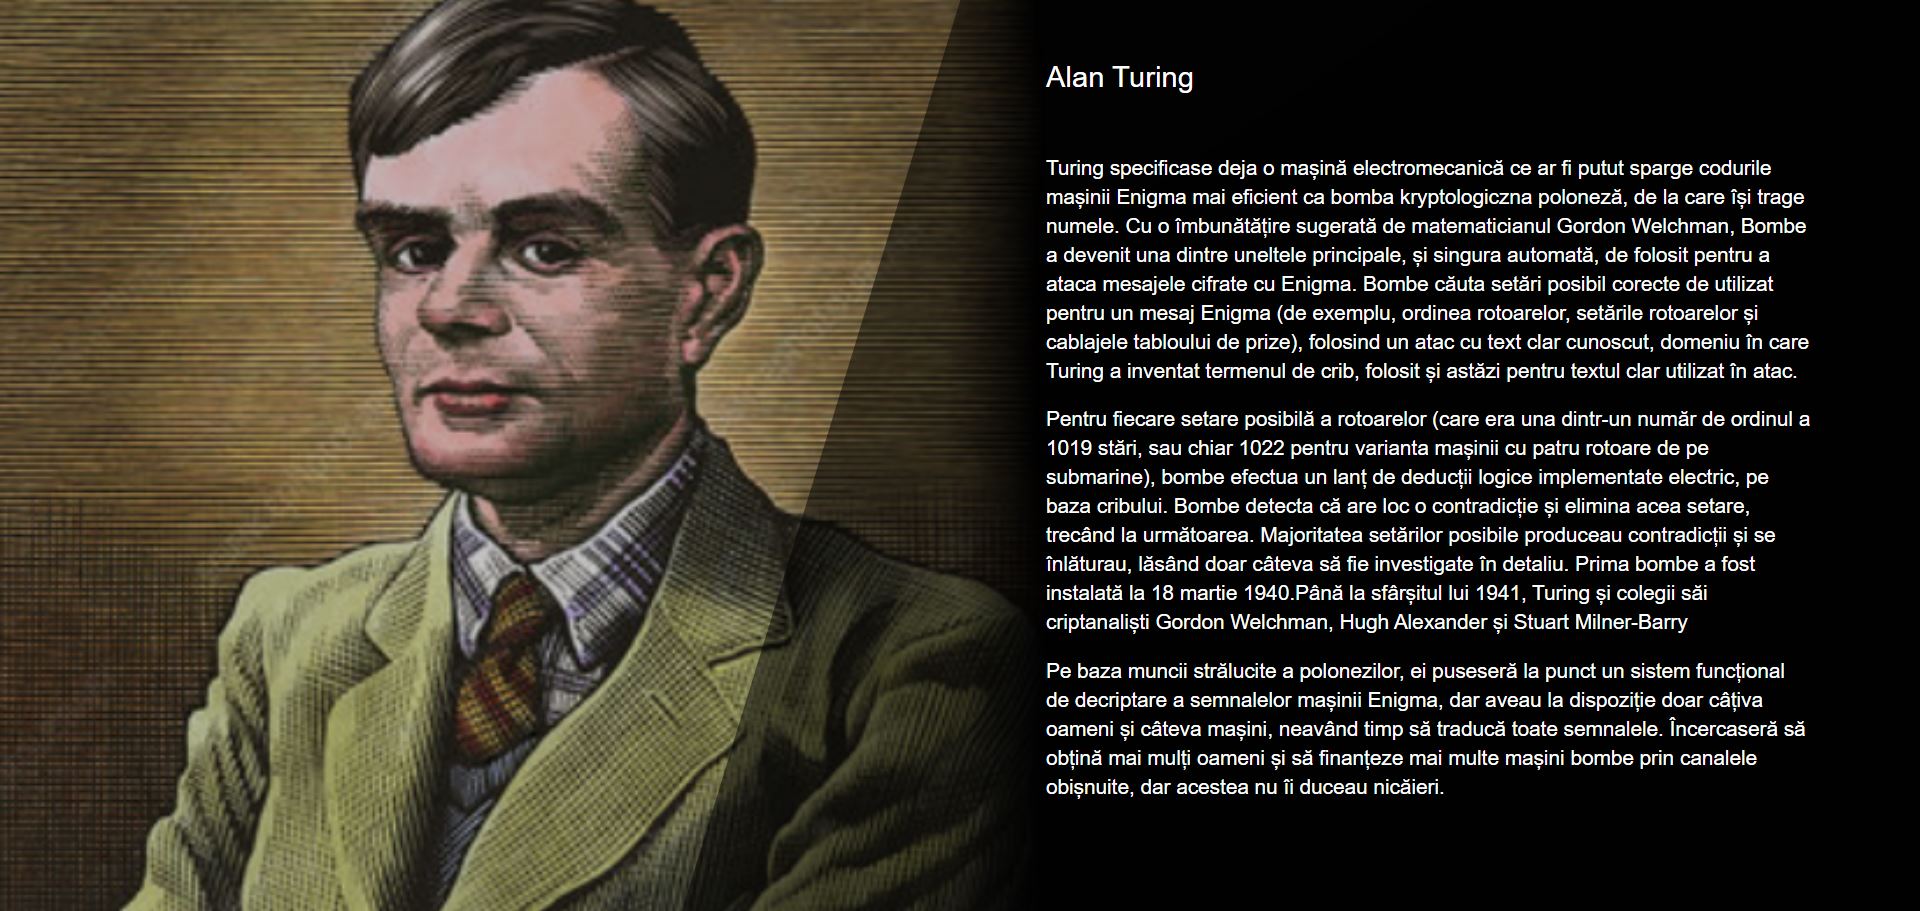 Alan Turing
Turing specificase deja o mașină electromecanică ce ar fi putut sparge codurile
mașinii Enigma mai eficient ca bomba kryptologiczna poloneză, de la care își trage
numele. Cu o îmbunătățire sugerată de matematicianul Gordon Welchman, Bombe
a devenit una dintre uneltele principale, și singura automată, de folosit pentru a
ataca mesajele cifrate cu Enigma. Bombe căuta setări posibil corecte de utilizat
pentru un mesaj Enigma (de exemplu, ordinea rotoarelor, setările rotoarelor și
cablajele tabloului de prize), folosind un atac cu text clar cunoscut, domeniu în care
Turing a inventat termenul de crib, folosit și astăzi pentru textul clar utilizat în atac.
Pentru fiecare setare posibilă a rotoarelor (care era una dintr-un număr de ordinul a
1019 stări, sau chiar 1022 pentru varianta mașinii cu patru rotoare de pe
submarine), bombe efectua un lanț de deducții logice implementate electric, pe
baza cribului. Bombe detecta că are loc o contradicție și elimina acea setare,
trecând la următoarea. Majoritatea setărilor posibile produceau contradicții și se
înlăturau, lăsând doar câteva să fie investigate în detaliu. Prima bombe a fost
instalată la 18 martie 1940.Până la sfârșitul lui 1941, Turing și colegii săi
criptanaliști Gordon Welchman, Hugh Alexander și Stuart Milner-Barry
Pe baza muncii strălucite a polonezilor, ei puseseră la punct un sistem funcțional
de decriptare a semnalelor mașinii Enigma, dar aveau la dispoziție doar câțiva
oameni și câteva mașini, neavând timp să traducă toate semnalele. Încercaseră să
obțină mai mulți oameni și să finanțeze mai multe mașini bombe prin canalele
obișnuite, dar acestea nu îi duceau nicăieri.